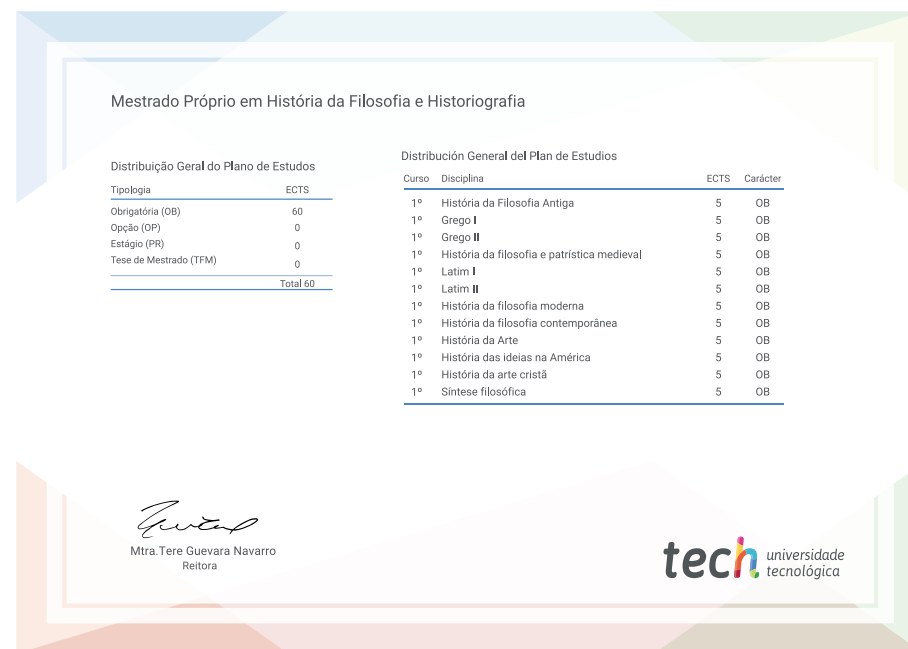 Mestrado Próprio em História da Filosofia e Historiografia
Distribuição Geral do Plano de Estudos
Tipologia ECTS
Obrigatória (OB) 60
Opção (OP) 0
Estágio (PR) 0
Tese de Mestrado (TFM) 0
Total 60
Distribución General del Plan de Estudios
Curso Disciplina ECTS Carácter
1º História da Filosofia Antiga 5 OB
1º Grego I 5 OB
1º Grego II 5 OB
1º História da filosofia e patrística medieval 5 OB
1º Latim I 5 OB
1º Latim II 5 OB
1º História da filosofia moderna 5 OB
1º História da filosofia contemporânea 5 OB
1º História da Arte 5 OB
1º História das ideias na América 5 OB
1º História da arte cristã 5 OB
1º Síntese filosófica 5 OB
Mtra.Tere Guevara Navarro
Reitora
tech universidade
tecnológica